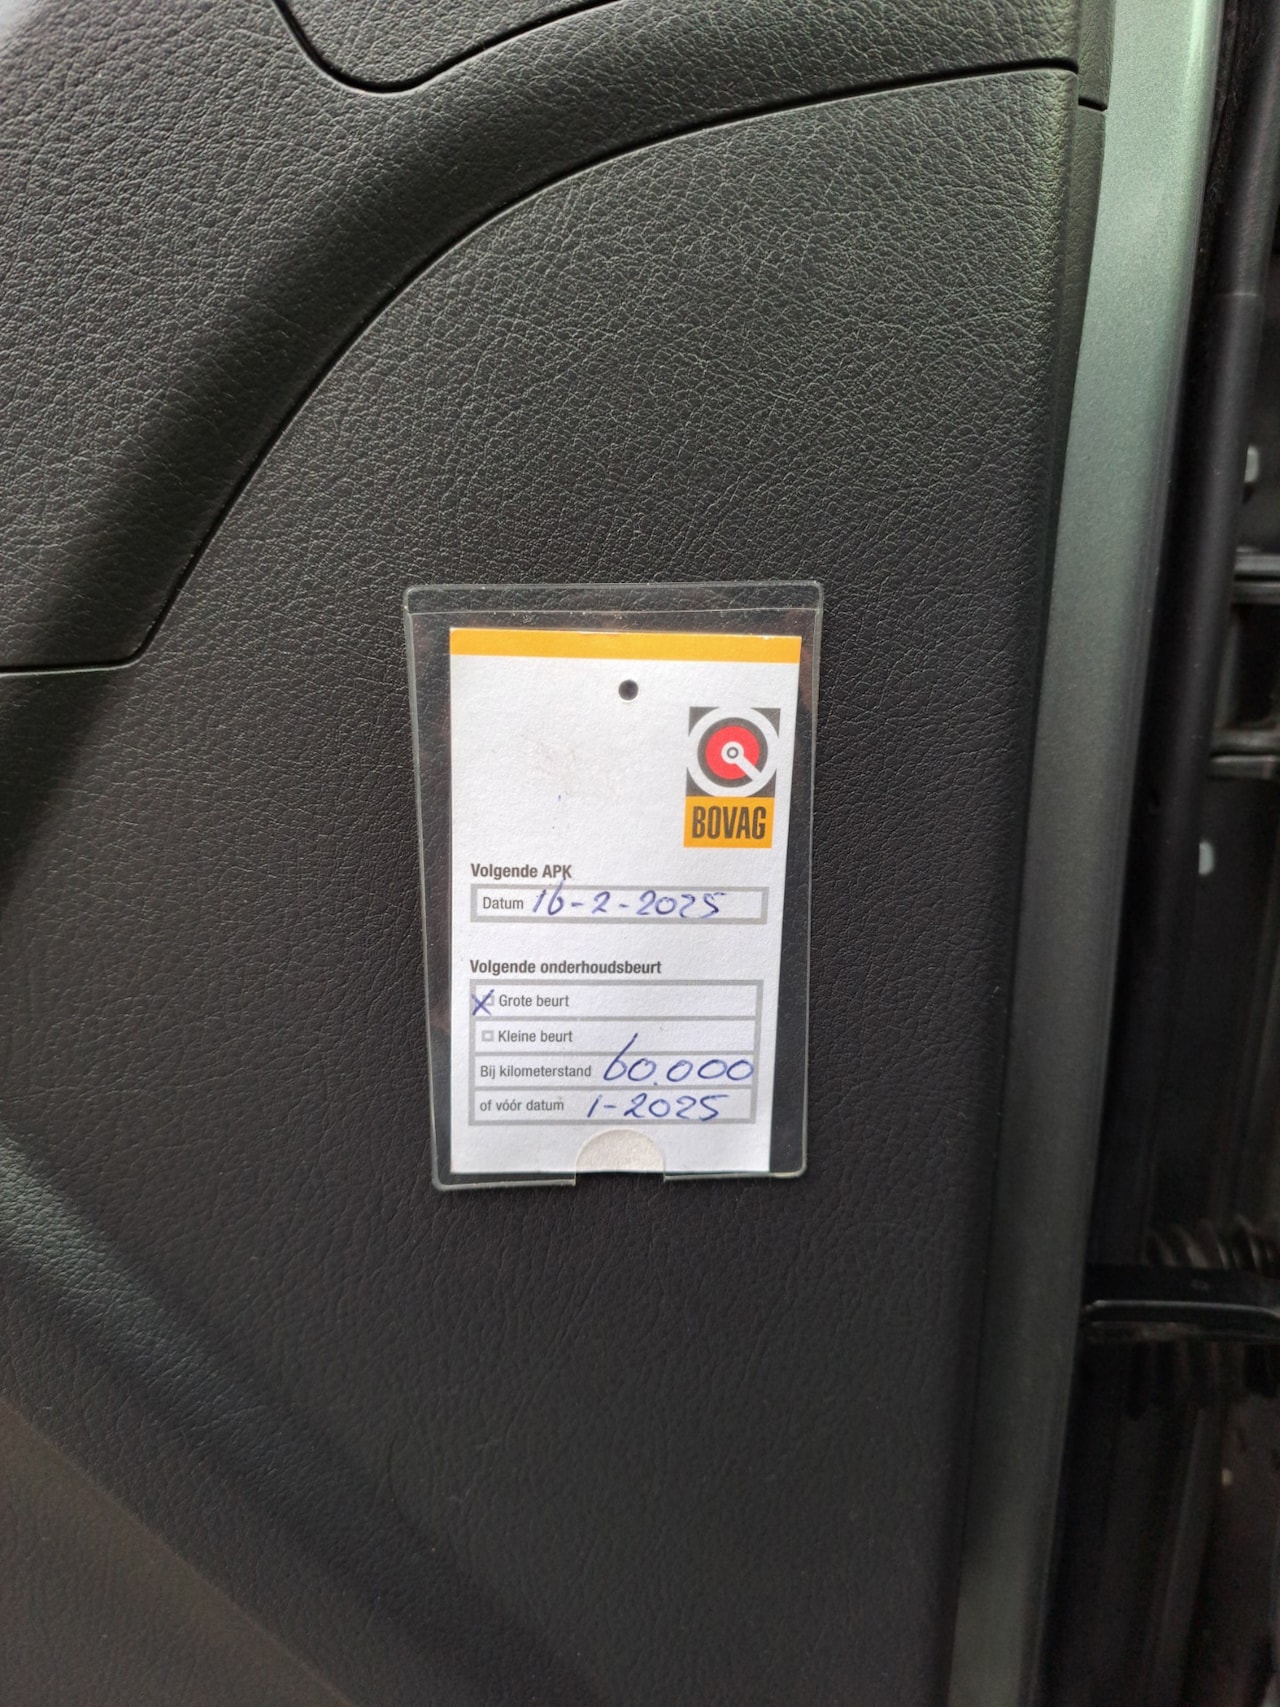 BOVAG
Volgende APK
Datum 16-2-2025
Volgende onderhoudsbeurt
Grote beurt
Kleine beurt
Bij kilometerstand 60.000
of vóór datum 1-2025